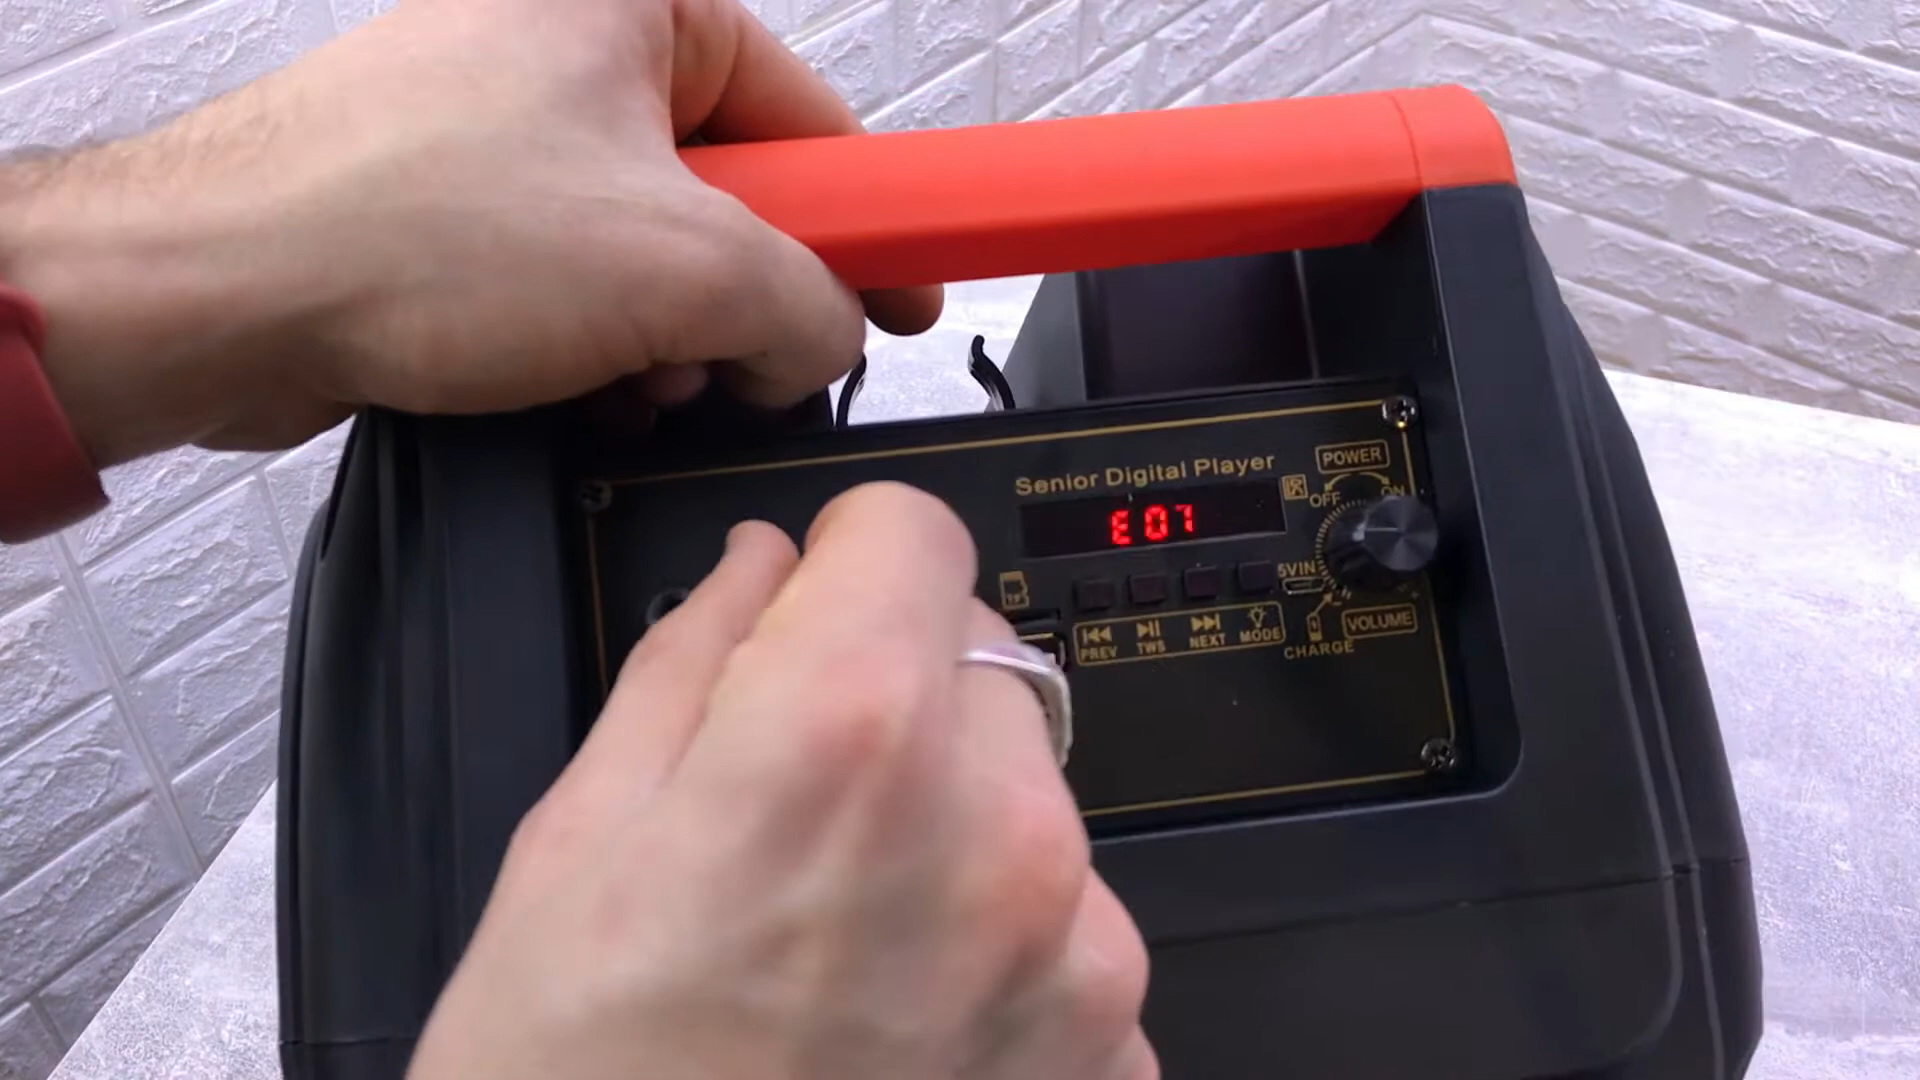 Senior Digital Player
E07
POWER
OFF
ON
5VIN
TF
PREV
TWS
NEXT
MODE
CHARGE
VOLUME